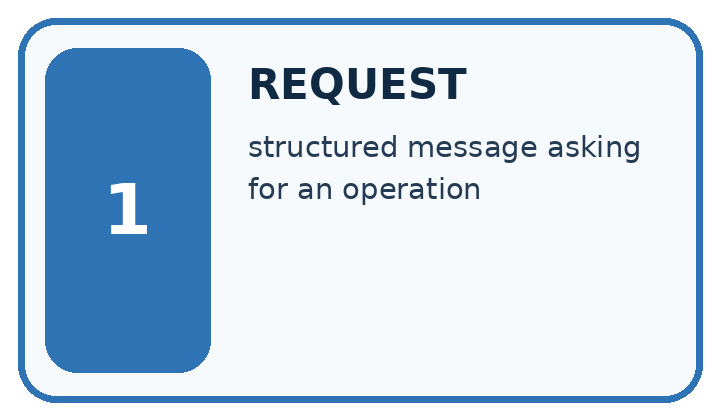 1
REQUEST
structured message asking
for an operation